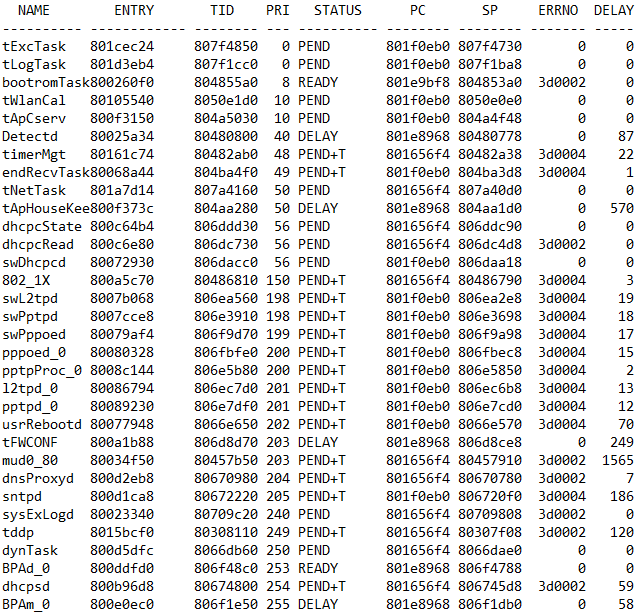 NAME        ENTRY       TID    PRI   STATUS      PC       SP     ERRNO  DELAY
---------- ------------ -------- --- ---------- -------- -------- ------- -----
tExcTask   801cec24     807f4850   0 PEND       801f0eb0 807f4730       0     0
tLogTask   801d3eb4     807f1cc0   0 PEND       801f0eb0 807f1ba8       0     0
bootromTask800260f0     804855a0   8 READY      801e9bf8 804853a0  3d0002     0
tWlanCal   80105540     8050e1d0  10 PEND       801f0eb0 8050e0e0       0     0
tApCserv   800f3150     804a5030  10 PEND       801f0eb0 804a4f48       0     0
Detectd    80025a34     80480800  40 DELAY      801e8968 80480778       0    87
timerMgt   80161c74     80482ab0  48 PEND+T     801656f4 80482a38  3d0004    22
endRecvTask80068a44     804ba4f0  49 PEND+T     801f0eb0 804ba3d8  3d0004     1
tNetTask   801a7d14     807a4160  50 PEND       801656f4 807a40d0       0     0
tApHouseKee800f373c     804aa280  50 DELAY      801e8968 804aa1d0       0   570
dhcpcState 800c64b4     806ddd30  56 PEND       801f0eb0 806ddc90       0     0
dhcpcRead  800c6e80     806dc730  56 PEND       801656f4 806dc4d8  3d0002     0
swDhcpcd   80072930     806dacc0  56 PEND       801f0eb0 806daa18       0     0
802_1X     800a5c70     80486810 150 PEND+T     801656f4 80486790  3d0004     3
swL2tpd    8007b068     806ea560 198 PEND+T     801f0eb0 806ea2e8  3d0004    19
swPptpd    8007cce8     806e3910 198 PEND+T     801f0eb0 806e3698  3d0004    18
swPppoed   80079af4     806f9d70 199 PEND+T     801f0eb0 806f9a98  3d0004    17
pppoed_0   80080328     806fbfe0 200 PEND+T     801f0eb0 806fbec8  3d0004    15
pptpProc_0 8008c144     806e5b80 200 PEND+T     801f0eb0 806e5850  3d0004     2
l2tpd_0    80086794     806ec7d0 201 PEND+T     801f0eb0 806ec6b8  3d0004    13
pptpd_0    80089230     806e7df0 201 PEND+T     801f0eb0 806e7cd0  3d0004    12
usrRebootd 80077948     8066e650 202 PEND+T     801f0eb0 8066e570  3d0004    70
tFWCONF    800a1b88     806d8d70 203 DELAY      801e8968 806d8ce8       0   249
mud0_80    80034f50     80457b50 203 PEND+T     801656f4 80457910  3d0002  1565
dnsProxyd  800d2eb8     80670980 204 PEND+T     801656f4 80670780  3d0002     7
sntpd      800d1ca8     80672220 205 PEND+T     801f0eb0 806720f0  3d0004   186
sysExLogd  80023340     80709c20 240 PEND       801656f4 80709808  3d0002     0
tddp       8015bcf0     80308110 249 PEND+T     801656f4 80307f08  3d0002   120
dynTask    800d5dfc     8066db60 250 PEND       801656f4 8066dae0       0     0
BPAd_0     800ddfd0     806f48c0 253 READY      801e8968 806f4788       0     0
dhcpsd     800b96d8     80674800 254 PEND+T     801656f4 806745d8  3d0002    59
BPAm_0     800e0ec0     806f1e50 255 DELAY      801e8968 806f1db0       0    58